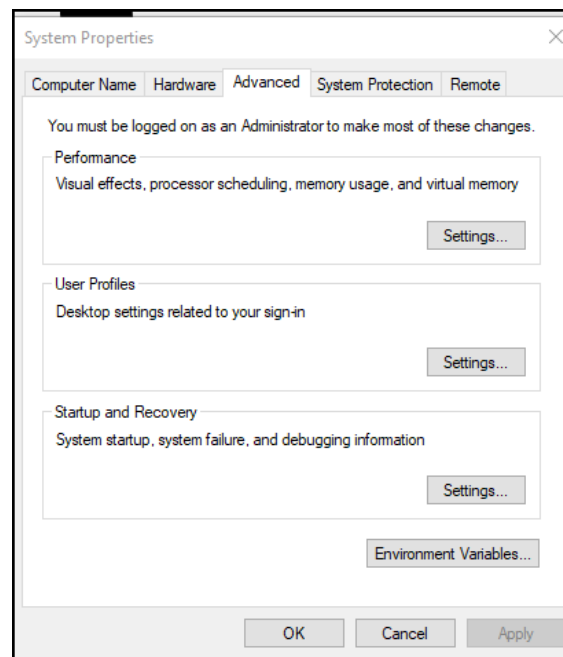 System Properties
Computer Name Hardware Advanced System Protection Remote
You must be logged on as an Administrator to make most of these changes.
Performance
Visual effects, processor scheduling, memory usage, and virtual memory
Settings...
User Profiles
Desktop settings related to your sign-in
Settings...
Startup and Recovery
System startup, system failure, and debugging information
Settings...
Environment Variables...
OK Cancel Apply